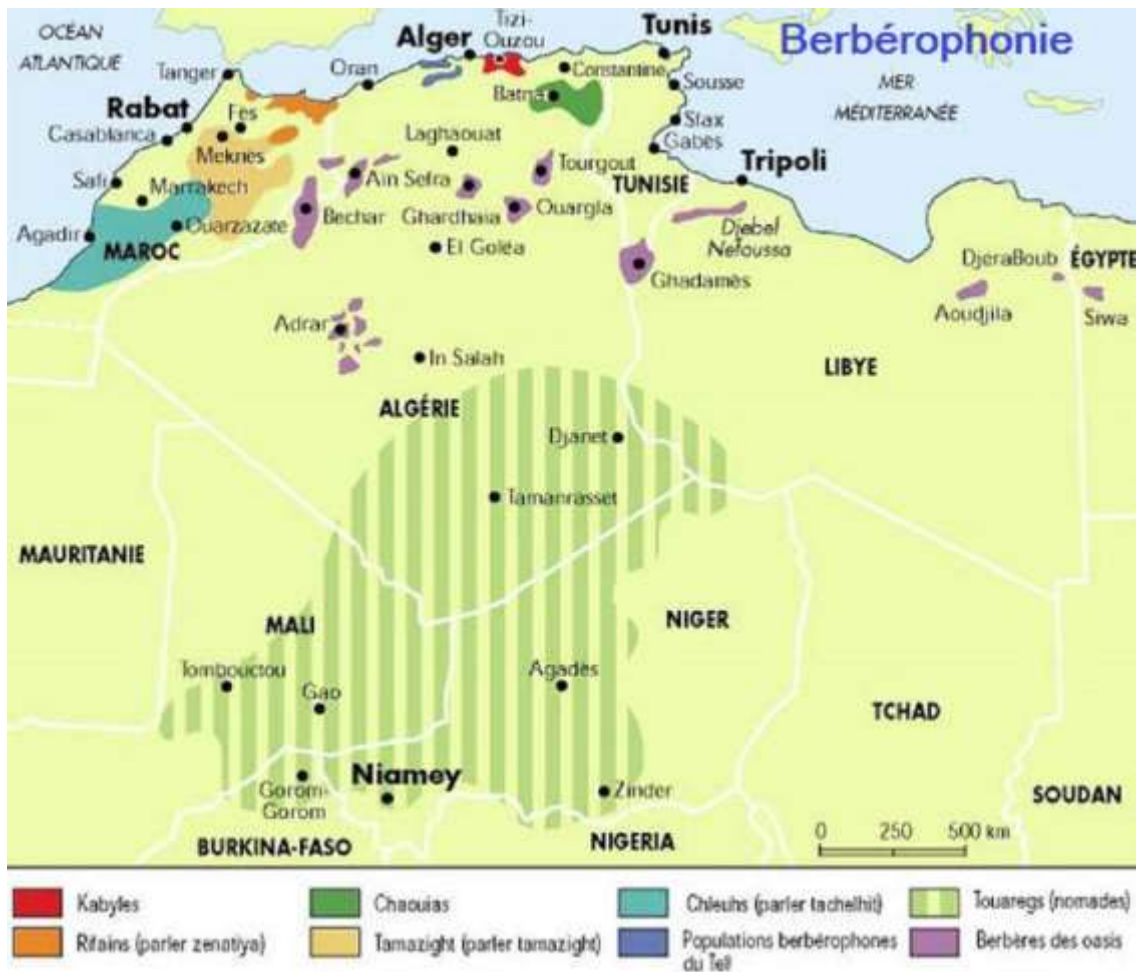 Berbérophonie
OCÉAN
ATLANTIQUE
MER
MÉDITERRANÉE
Alger
Tizi-
Ouzou
Tunis
Tanger
Oran
Constantine
Sousse
Batna
Rabat
Fes
Casablanca
Meknès
Laghaouat
Sfax
Gabès
Tripoli
Safi
Marrakech
Aïn Sefra
Tourgout
TUNISIE
Agadir
Ouarzazate
MAROC
Bechar
Ghardhaïa
Ouargla
El Goléa
Djebel
Nefoussa
Ghadamès
DjeraBoub
ÉGYPTE
Aoudjila
Siwa
Adrar
In Salah
LIBYE
ALGÉRIE
Djanet
Tamanrasset
MAURITANIE
MALI
NIGER
Tombouctou
Gao
Agadès
TCHAD
Niamey
Gorom-
Gorom
Zinder
SOUDAN
BURKINA-FASO
NIGERIA
0 250 500 km
Kabyles
Chaouias
Chleuhs (parler tachelhit)
Touaregs (nomades)
Rifains (parler zenatiya)
Tamazight (parler tamazight)
Populations berbérophones
du Tell
Berbères des oasis